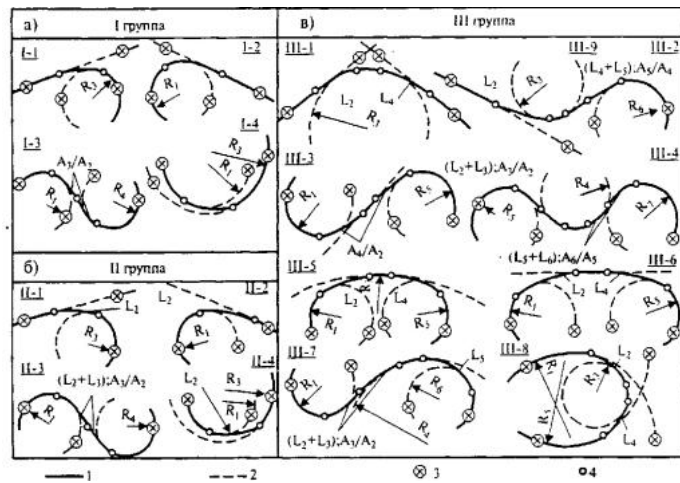 а) I группа
I-1
I-2
R₃
R₁
I-3
I-4
A₃/A₂
R₃
R₁
R₄
б) II группа
II-1
L₂
L₂
II-2
R₃
R₁
II-3
II-4
(L₂+L₃);A₃/A₂
L₂
R₃
R₁
R₄
в) III группа
III-1
III-9
III-2
(L₄+L₅);A₅/A₄
L₂
L₄
L₂
R₃
R₃
R₆
III-3
(L₂+L₃);A₃/A₂
III-4
R₁
R₅
R₅
R₄
R₇
A₄/A₂
(L₅+L₆);A₆/A₅
III-5
III-6
L₂
L₄
L₂
L₄
R₁
R₅
R₁
R₅
III-7
III-8
L₂
L₅
R₁
R₆
R₃
R₅
R₄
(L₂+L₃);A₃/A₂
L₄
1
2
3
4